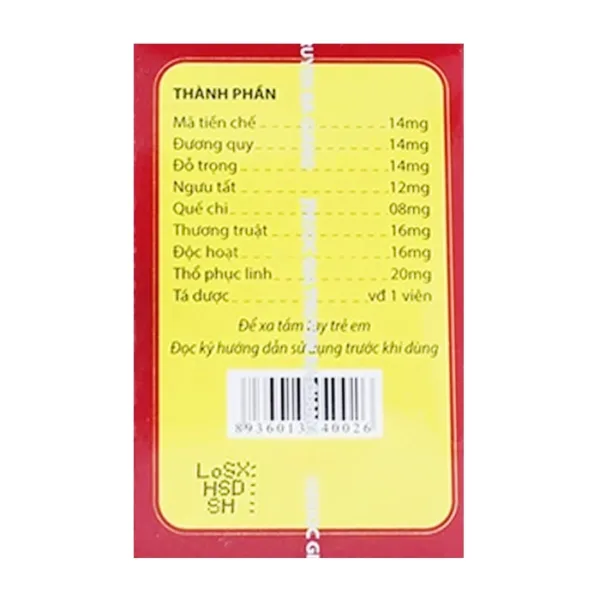 THÀNH PHẦN
Mã tiền chế 14mg
Đương quy 14mg
Đỗ trọng 14mg
Ngưu tất 12mg
Quế chi 08mg
Thương truật 16mg
Độc hoạt 16mg
Thổ phục linh 20mg
Tá dược vđ 1 viên
Để xa tầm tay trẻ em
Đọc kỹ hướng dẫn sử dụng trước khi dùng
LoSX:
HSD :
SH :